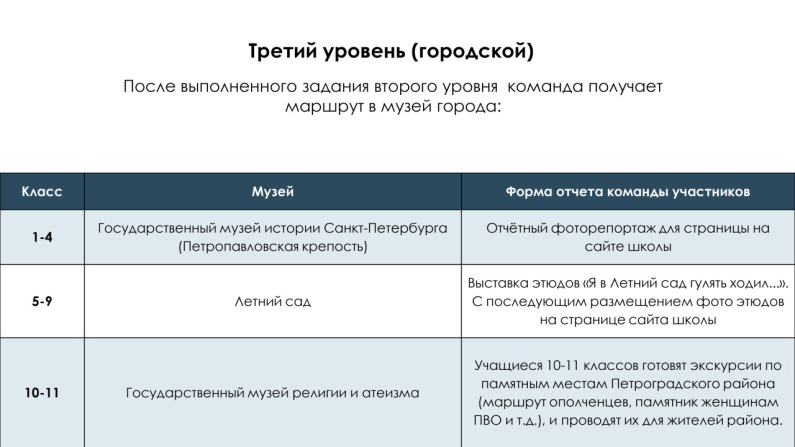 Третий уровень (городской)
После выполненного задания второго уровня команда получает
маршрут в музей города:
Класс
Музей
Форма отчета команды участников
1-4
Государственный музей истории Санкт-Петербурга
(Петропавловская крепость)
Отчётный фоторепортаж для страницы на
сайте школы
5-9
Летний сад
Выставка этюдов «Я в Летний сад гулять ходил...».
С последующим размещением фото этюдов
на странице сайта школы
10-11
Государственный музей религии и атеизма
Учащиеся 10-11 классов готовят экскурсии по
памятным местам Петроградского района
(маршрут ополченцев, памятник женщинам
ПВО и т.д.), и проводят их для жителей района.